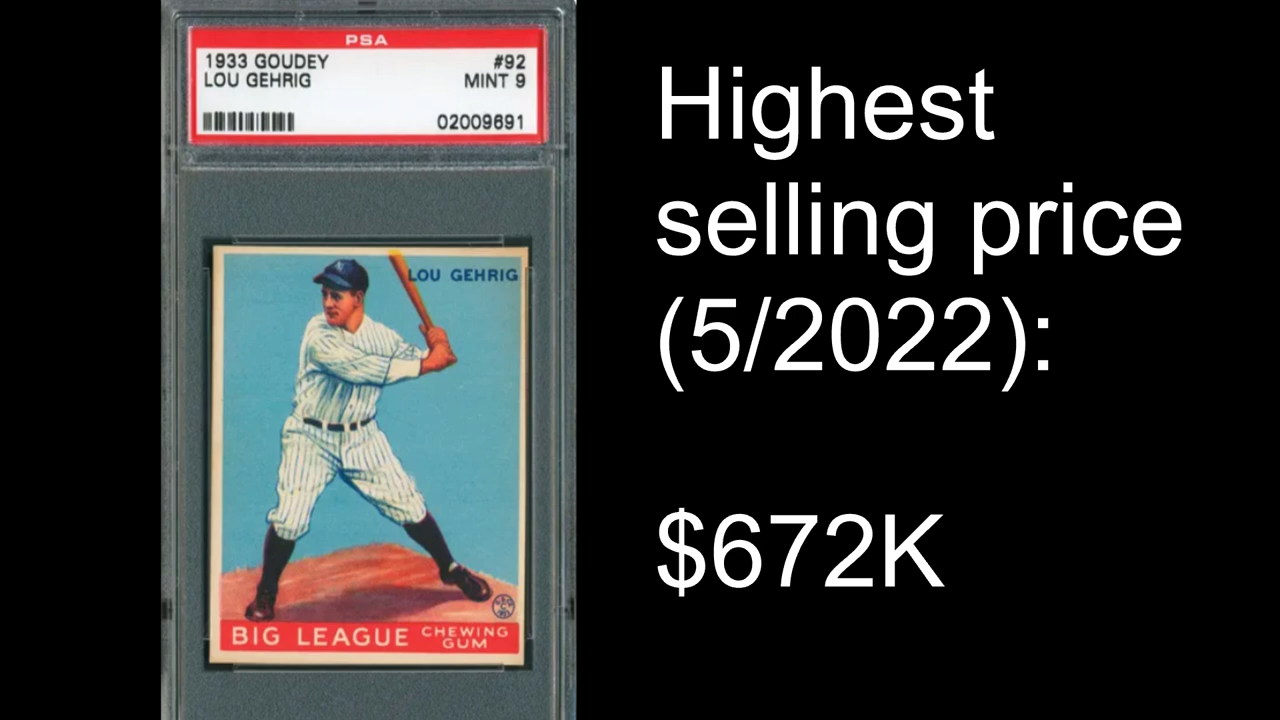 PSA
1933 GOUDEY #92
LOU GEHRIG MINT 9
02009691
LOU GEHRIG
BIG LEAGUE CHEWING GUM
Highest
selling price
(5/2022):
$672K